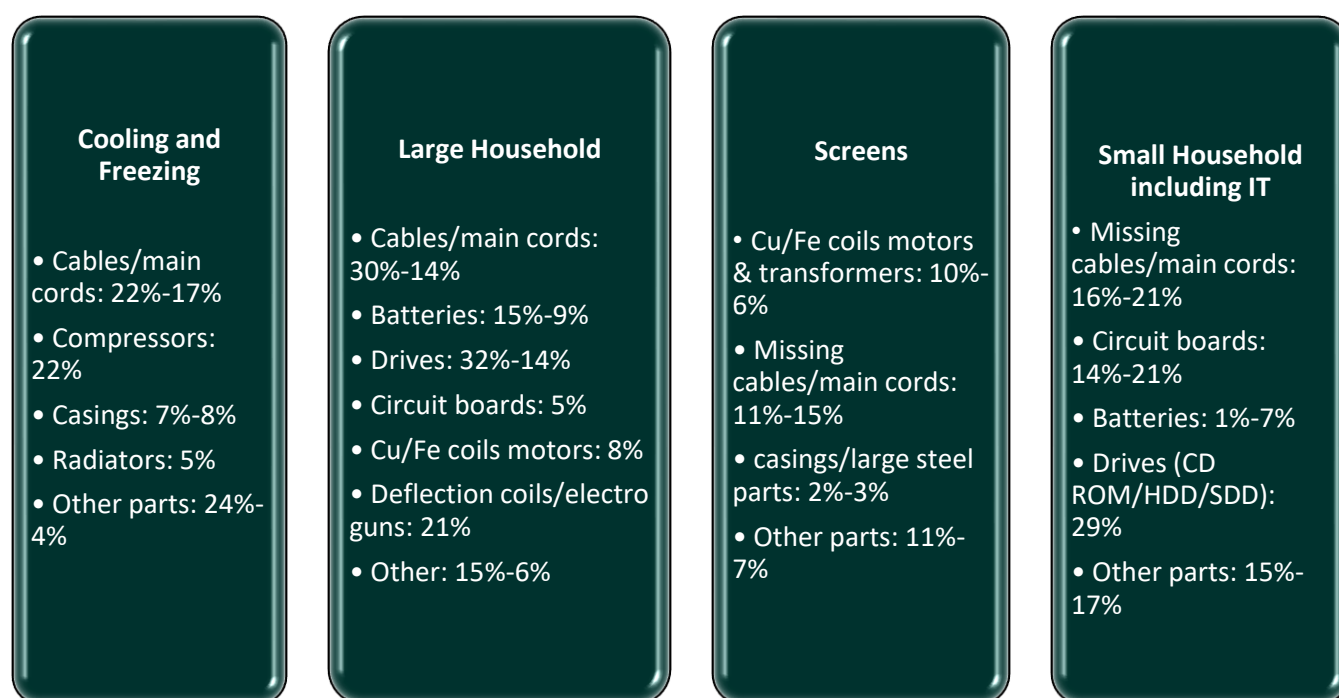 Cooling and
Freezing
• Cables/main
cords: 22%-17%
• Compressors:
22%
• Casings: 7%-8%
• Radiators: 5%
• Other parts: 24%-
4%
Large Household
• Cables/main cords:
30%-14%
• Batteries: 15%-9%
• Drives: 32%-14%
• Circuit boards: 5%
• Cu/Fe coils motors: 8%
• Deflection coils/electro
guns: 21%
• Other: 15%-6%
Screens
• Cu/Fe coils motors
& transformers: 10%-
6%
• Missing
cables/main cords:
11%-15%
• casings/large steel
parts: 2%-3%
• Other parts: 11%-
7%
Small Household
including IT
• Missing
cables/main cords:
16%-21%
• Circuit boards:
14%-21%
• Batteries: 1%-7%
• Drives (CD
ROM/HDD/SDD):
29%
• Other parts: 15%-
17%